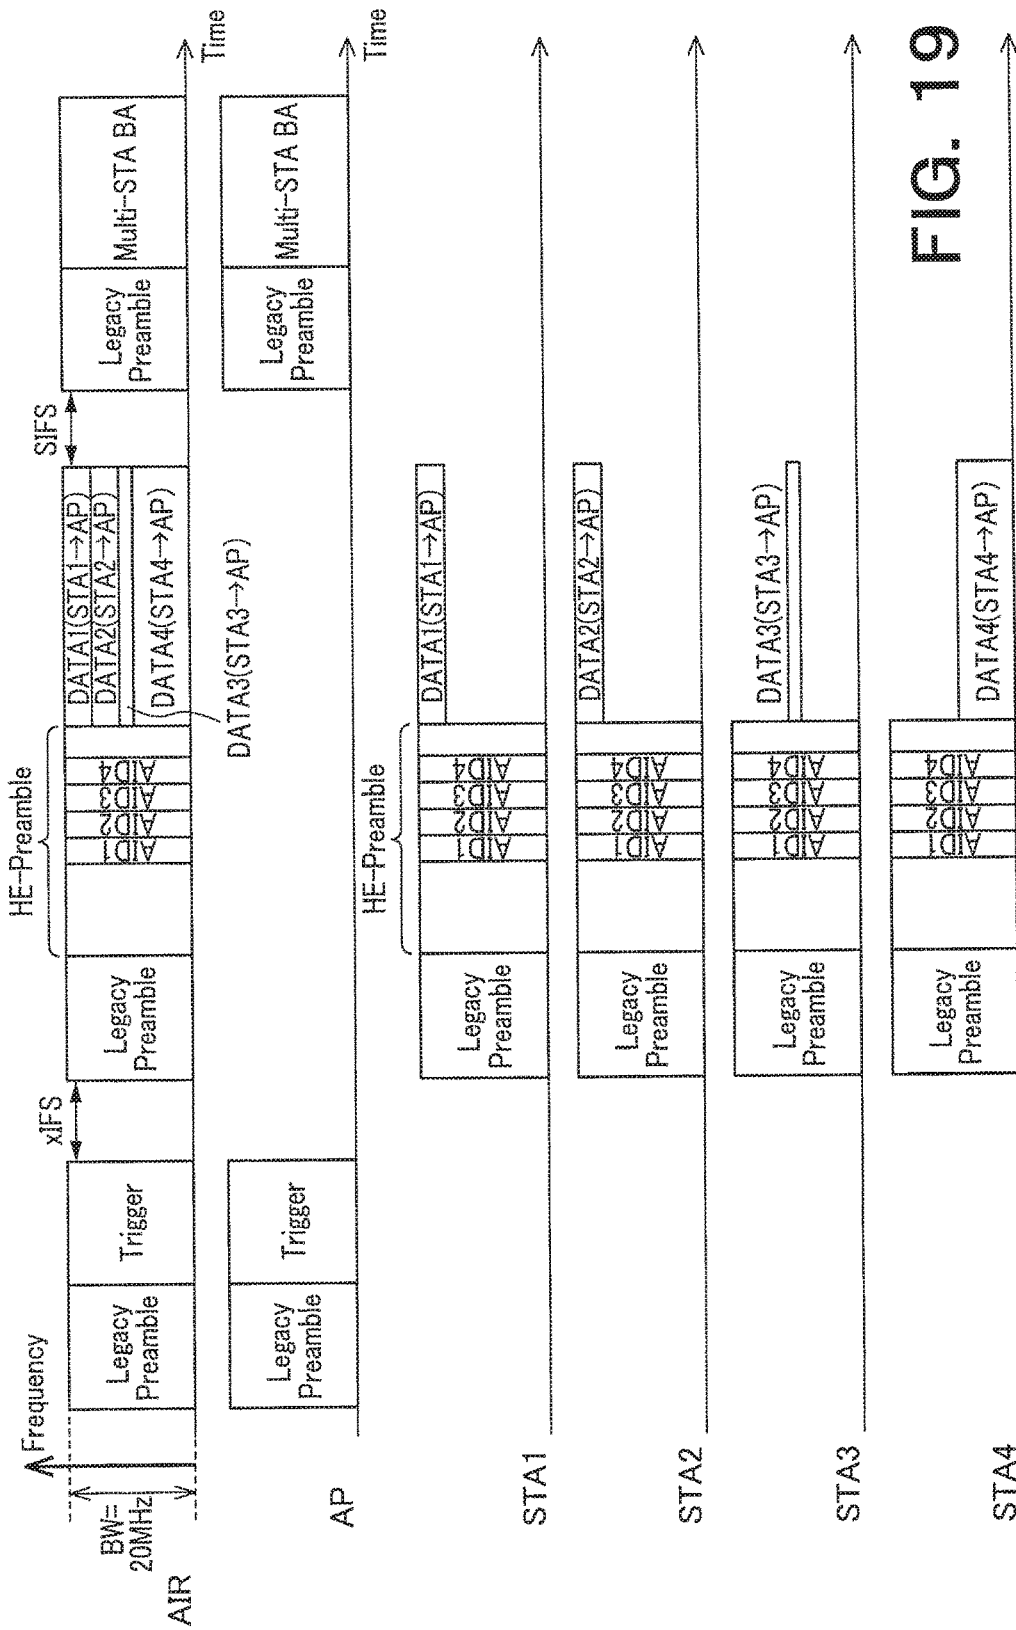 Frequency
BW=
20MHz
AIR
Legacy
Preamble
Trigger
xIFS
Legacy
Preamble
HE-Preamble
AID1
AID2
AID3
AID4
DATA1(STA1→AP)
DATA2(STA2→AP)
DATA4(STA4→AP)
DATA3(STA3→AP)
SIFS
Legacy
Preamble
Multi-STA BA
Time
AP
Legacy
Preamble
Trigger
Legacy
Preamble
Multi-STA BA
Time
STA1
Legacy
Preamble
HE-Preamble
AID1
AID2
AID3
AID4
DATA1(STA1→AP)
STA2
Legacy
Preamble
AID1
AID2
AID3
AID4
DATA2(STA2→AP)
STA3
Legacy
Preamble
AID1
AID2
AID3
AID4
DATA3(STA3→AP)
STA4
Legacy
Preamble
AID1
AID2
AID3
AID4
DATA4(STA4→AP)
FIG. 19